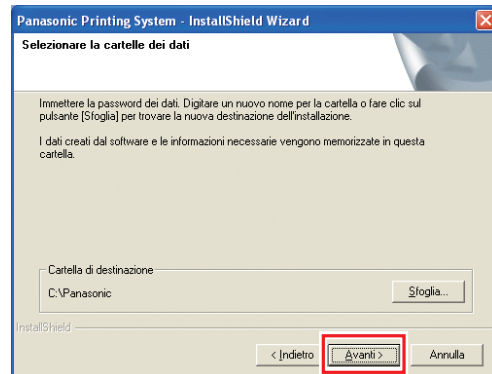 Panasonic Printing System - InstallShield Wizard
Selezionare la cartelle dei dati
Immettere la password dei dati. Digitare un nuovo nome per la cartella o fare clic sul
pulsante [Sfoglia] per trovare la nuova destinazione dell'installazione.
I dati creati dal software e le informazioni necessarie vengono memorizzate in questa
cartella.
Cartella di destinazione
C:\Panasonic
Sfoglia...
InstallShield
< Indietro
Avanti >
Annulla